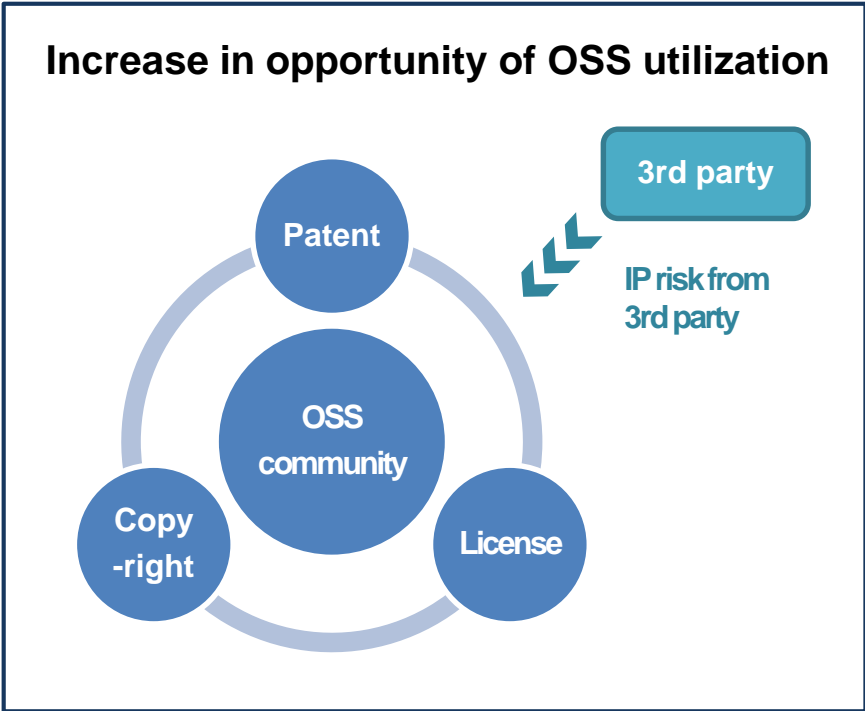 Increase in opportunity of OSS utilization
3rd party
Patent
IP risk from
3rd party
OSS
community
Copy
-right
License